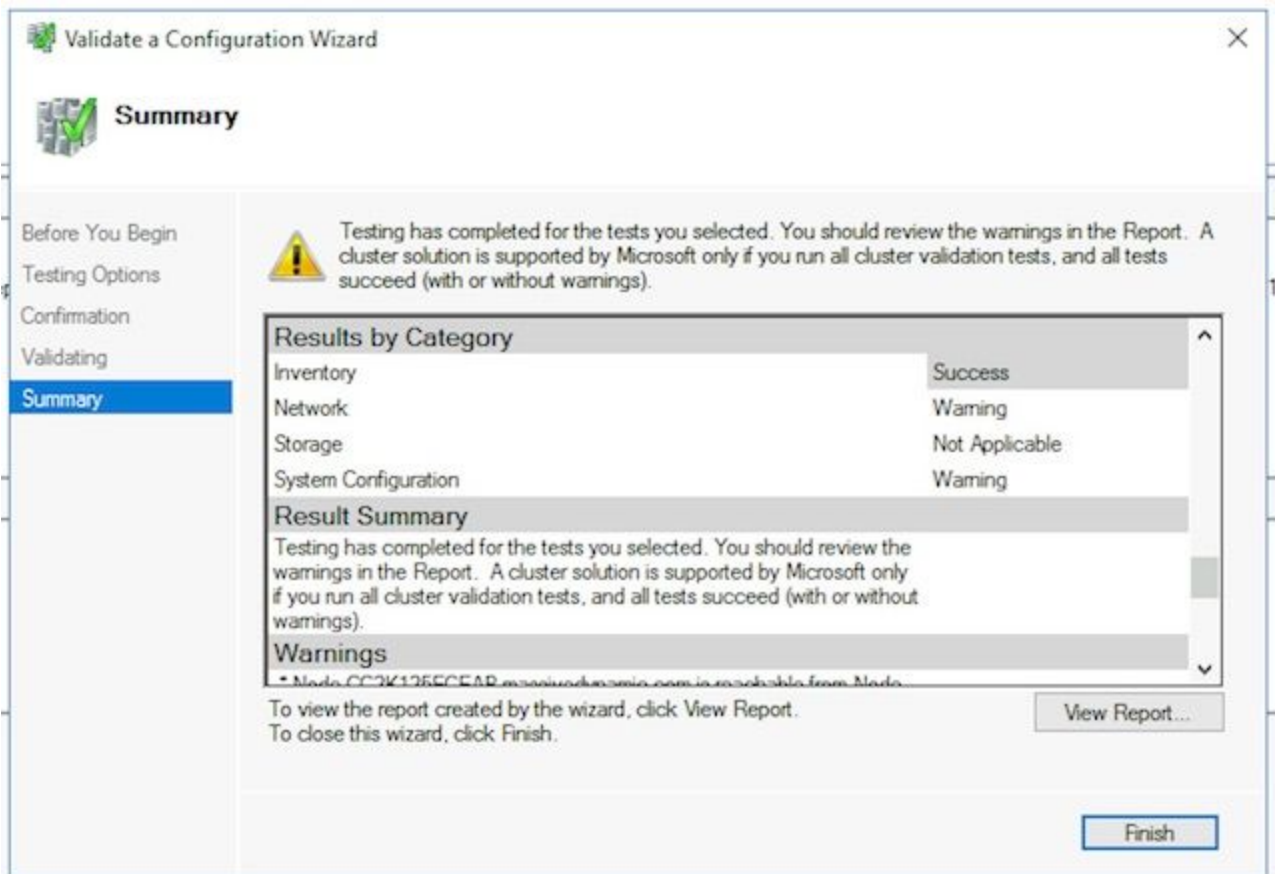 Validate a Configuration Wizard
Summary
Before You Begin
Testing Options
Confirmation
Validating
Summary
Testing has completed for the tests you selected. You should review the warnings in the Report. A
cluster solution is supported by Microsoft only if you run all cluster validation tests, and all tests
succeed (with or without warnings).
Results by Category
Inventory Success
Network Warning
Storage Not Applicable
System Configuration Warning
Result Summary
Testing has completed for the tests you selected. You should review the
warnings in the Report. A cluster solution is supported by Microsoft only
if you run all cluster validation tests, and all tests succeed (with or without
warnings).
Warnings
* Node is reachable from Node
To view the report created by the wizard, click View Report.
To close this wizard, click Finish.
View Report...
Finish